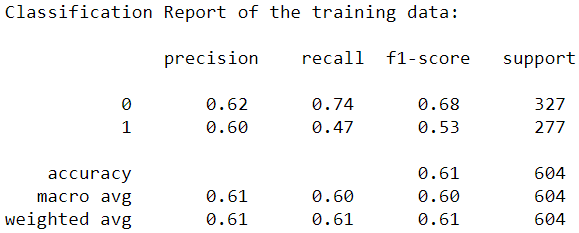 Classification Report of the training data:
precision recall f1-score support
0 0.62 0.74 0.68 327
1 0.60 0.47 0.53 277
accuracy 0.61 604
macro avg 0.61 0.60 0.60 604
weighted avg 0.61 0.61 0.61 604